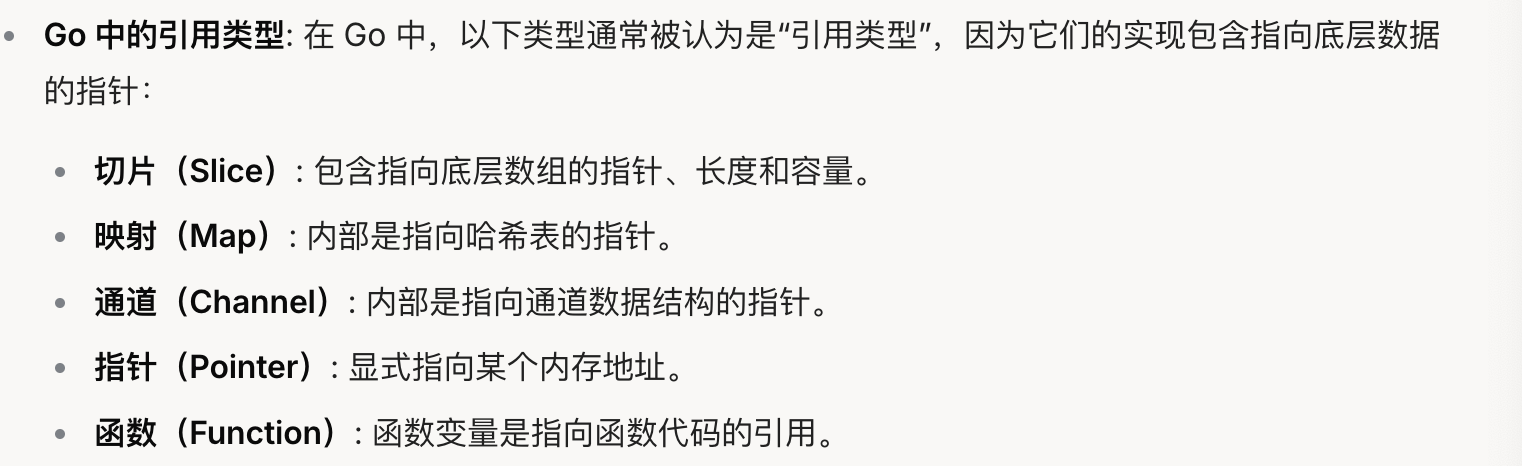 Go 中的引用类型: 在 Go 中，以下类型通常被认为是“引用类型”，因为它们的实现包含指向底层数据
的指针：
切片（Slice）: 包含指向底层数组的指针、长度和容量。
映射（Map）: 内部是指向哈希表的指针。
通道（Channel）: 内部是指向通道数据结构的指针。
指针（Pointer）: 显式指向某个内存地址。
函数（Function）: 函数变量是指向函数代码的引用。